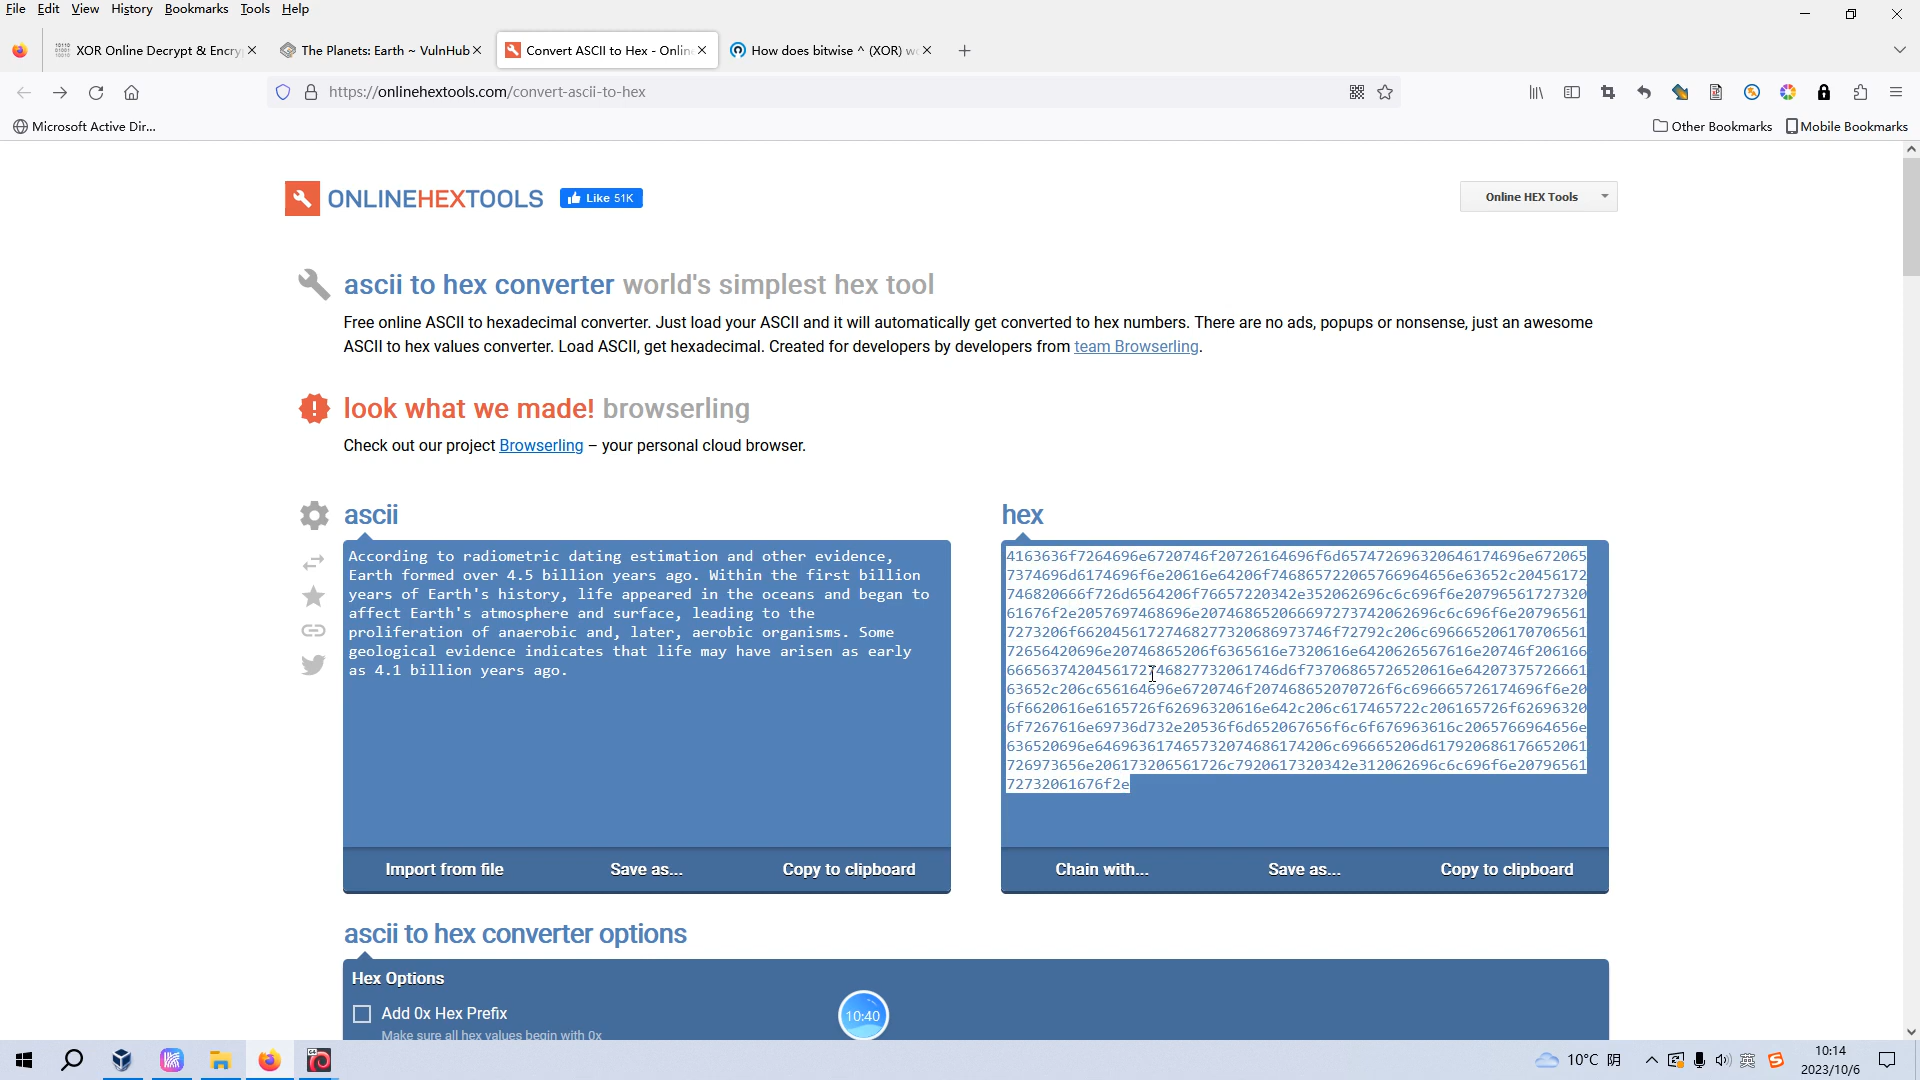 File Edit View History Bookmarks Tools Help
XOR Online Decrypt & Encry
The Planets: Earth ~ VulnHub
Convert ASCII to Hex - Onlin
How does bitwise ^ (XOR) w
https://onlinehextools.com/convert-ascii-to-hex
Microsoft Active Dir...
Other Bookmarks
Mobile Bookmarks
ONLINEHEXTOOLS
Like 51K
Online HEX Tools
ascii to hex converter world's simplest hex tool
Free online ASCII to hexadecimal converter. Just load your ASCII and it will automatically get converted to hex numbers. There are no ads, popups or nonsense, just an awesome
ASCII to hex values converter. Load ASCII, get hexadecimal. Created for developers by developers from team Browserling.
look what we made! browserling
Check out our project Browserling – your personal cloud browser.
ascii
According to radiometric dating estimation and other evidence,
Earth formed over 4.5 billion years ago. Within the first billion
years of Earth's history, life appeared in the oceans and began to
affect Earth's atmosphere and surface, leading to the
proliferation of anaerobic and, later, aerobic organisms. Some
geological evidence indicates that life may have arisen as early
as 4.1 billion years ago.
Import from file
Save as...
Copy to clipboard
hex
4163636f7264696e6720746f20726164696f6d657472696320646174696e672065
7374696d6174696f6e20616e64206f746865722065766964656e63652c20456172
746820666f726d6564206f76657220342e352062696c6c696f6e20796561727320
61676f2e2057697468696e207468652066697273742062696c6c696f6e20796561
7273206f66204561727468277320686973746f72792c206c696665206170706561
72656420696e20746865206f6365616e7320616e6420626567616e20746f206166
6665637420456172746827732061746d6f73706865726520616e64207375726661
63652c206c656164696e6720746f207468652070726f6c696665726174696f6e20
6f6620616e6165726f62696320616e642c206c617465722c206165726f62696320
6f7267616e69736d732e20536f6d652067656f6c6f676963616c2065766964656e
636520696e646963617465732074686174206c696665206d617920686176652061
726973656e206173206561726c7920617320342e312062696c6c696f6e20796561
72732061676f2e
Chain with...
Save as...
Copy to clipboard
ascii to hex converter options
Hex Options
Add 0x Hex Prefix
Make sure all hex values begin with 0x
10:40
10°C 阴
英
10:14
2023/10/6